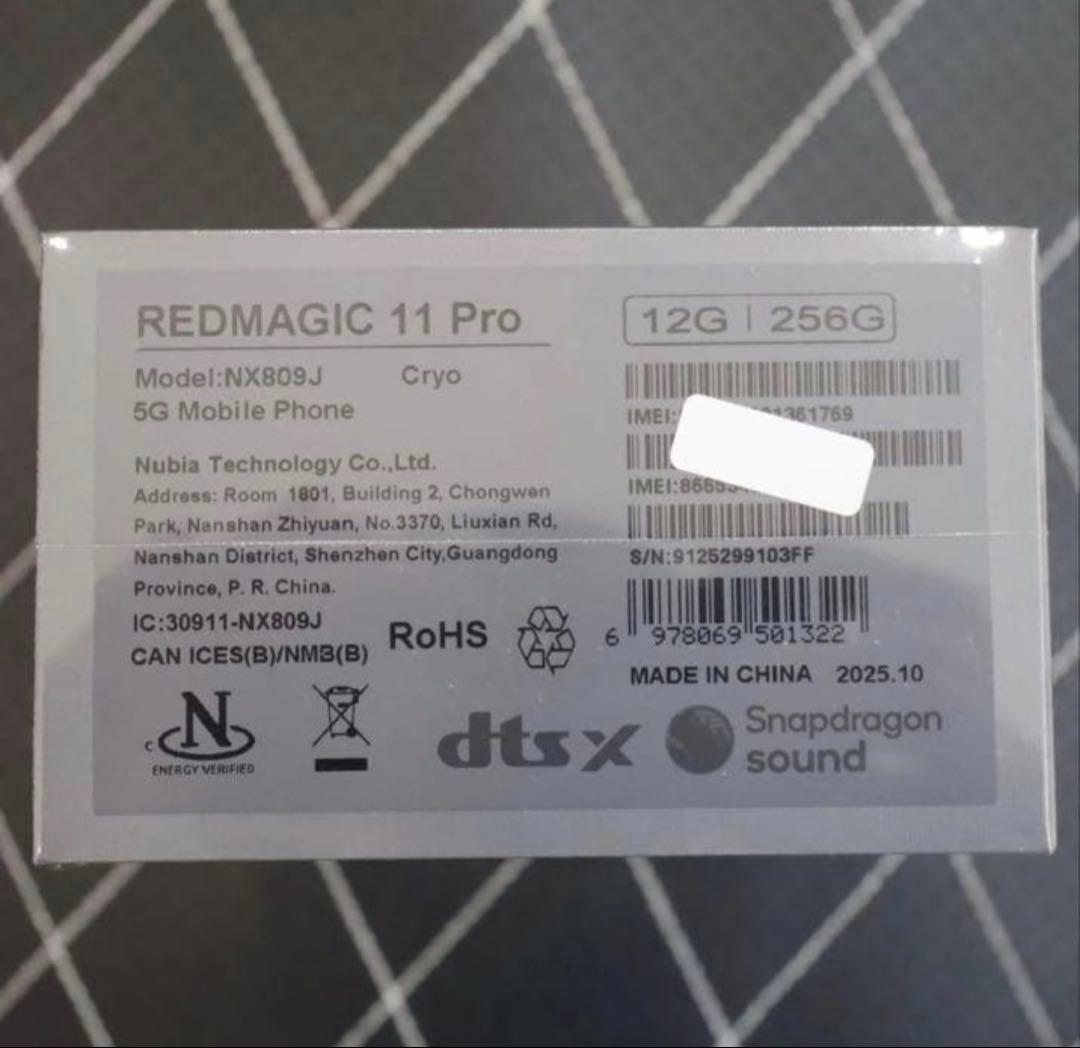 REDMAGIC 11 Pro
12G | 256G
Model:NX809J Cryo
5G Mobile Phone
Nubia Technology Co.,Ltd.
Address: Room 1801, Building 2, Chongwen
Park, Nanshan Zhiyuan, No.3370, Liuxian Rd,
Nanshan District, Shenzhen City,Guangdong
Province, P. R. China.
IC:30911-NX809J
CAN ICES(B)/NMB(B)
RoHS
IMEI: 1361769
IMEI:86665
S/N:9125299103FF
6 978069 501322
MADE IN CHINA 2025.10
c N
ENERGY VERIFIED
dts x
Snapdragon
sound